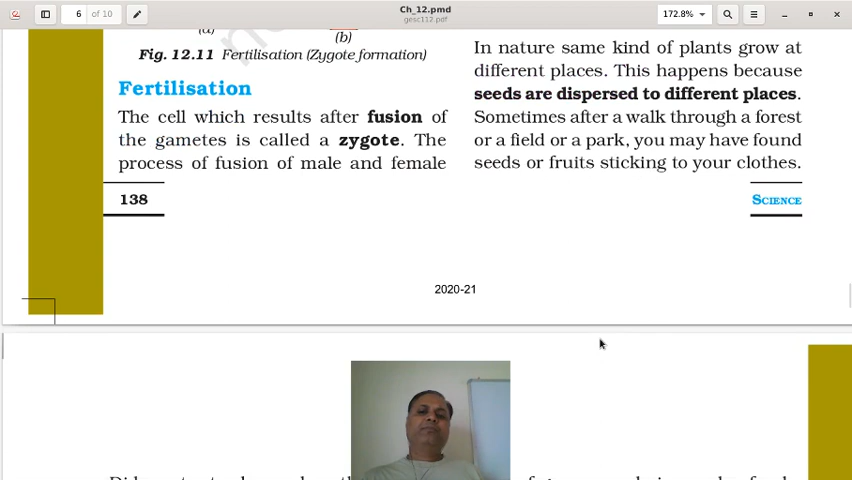 Ch_12.pmd
gesc112.pdf
6 of 10
172.8%
(a)
(b)
Fig. 12.11 Fertilisation (Zygote formation)
Fertilisation
The cell which results after fusion of
the gametes is called a zygote. The
process of fusion of male and female
138
In nature same kind of plants grow at
different places. This happens because
seeds are dispersed to different places.
Sometimes after a walk through a forest
or a field or a park, you may have found
seeds or fruits sticking to your clothes.
SCIENCE
2020-21